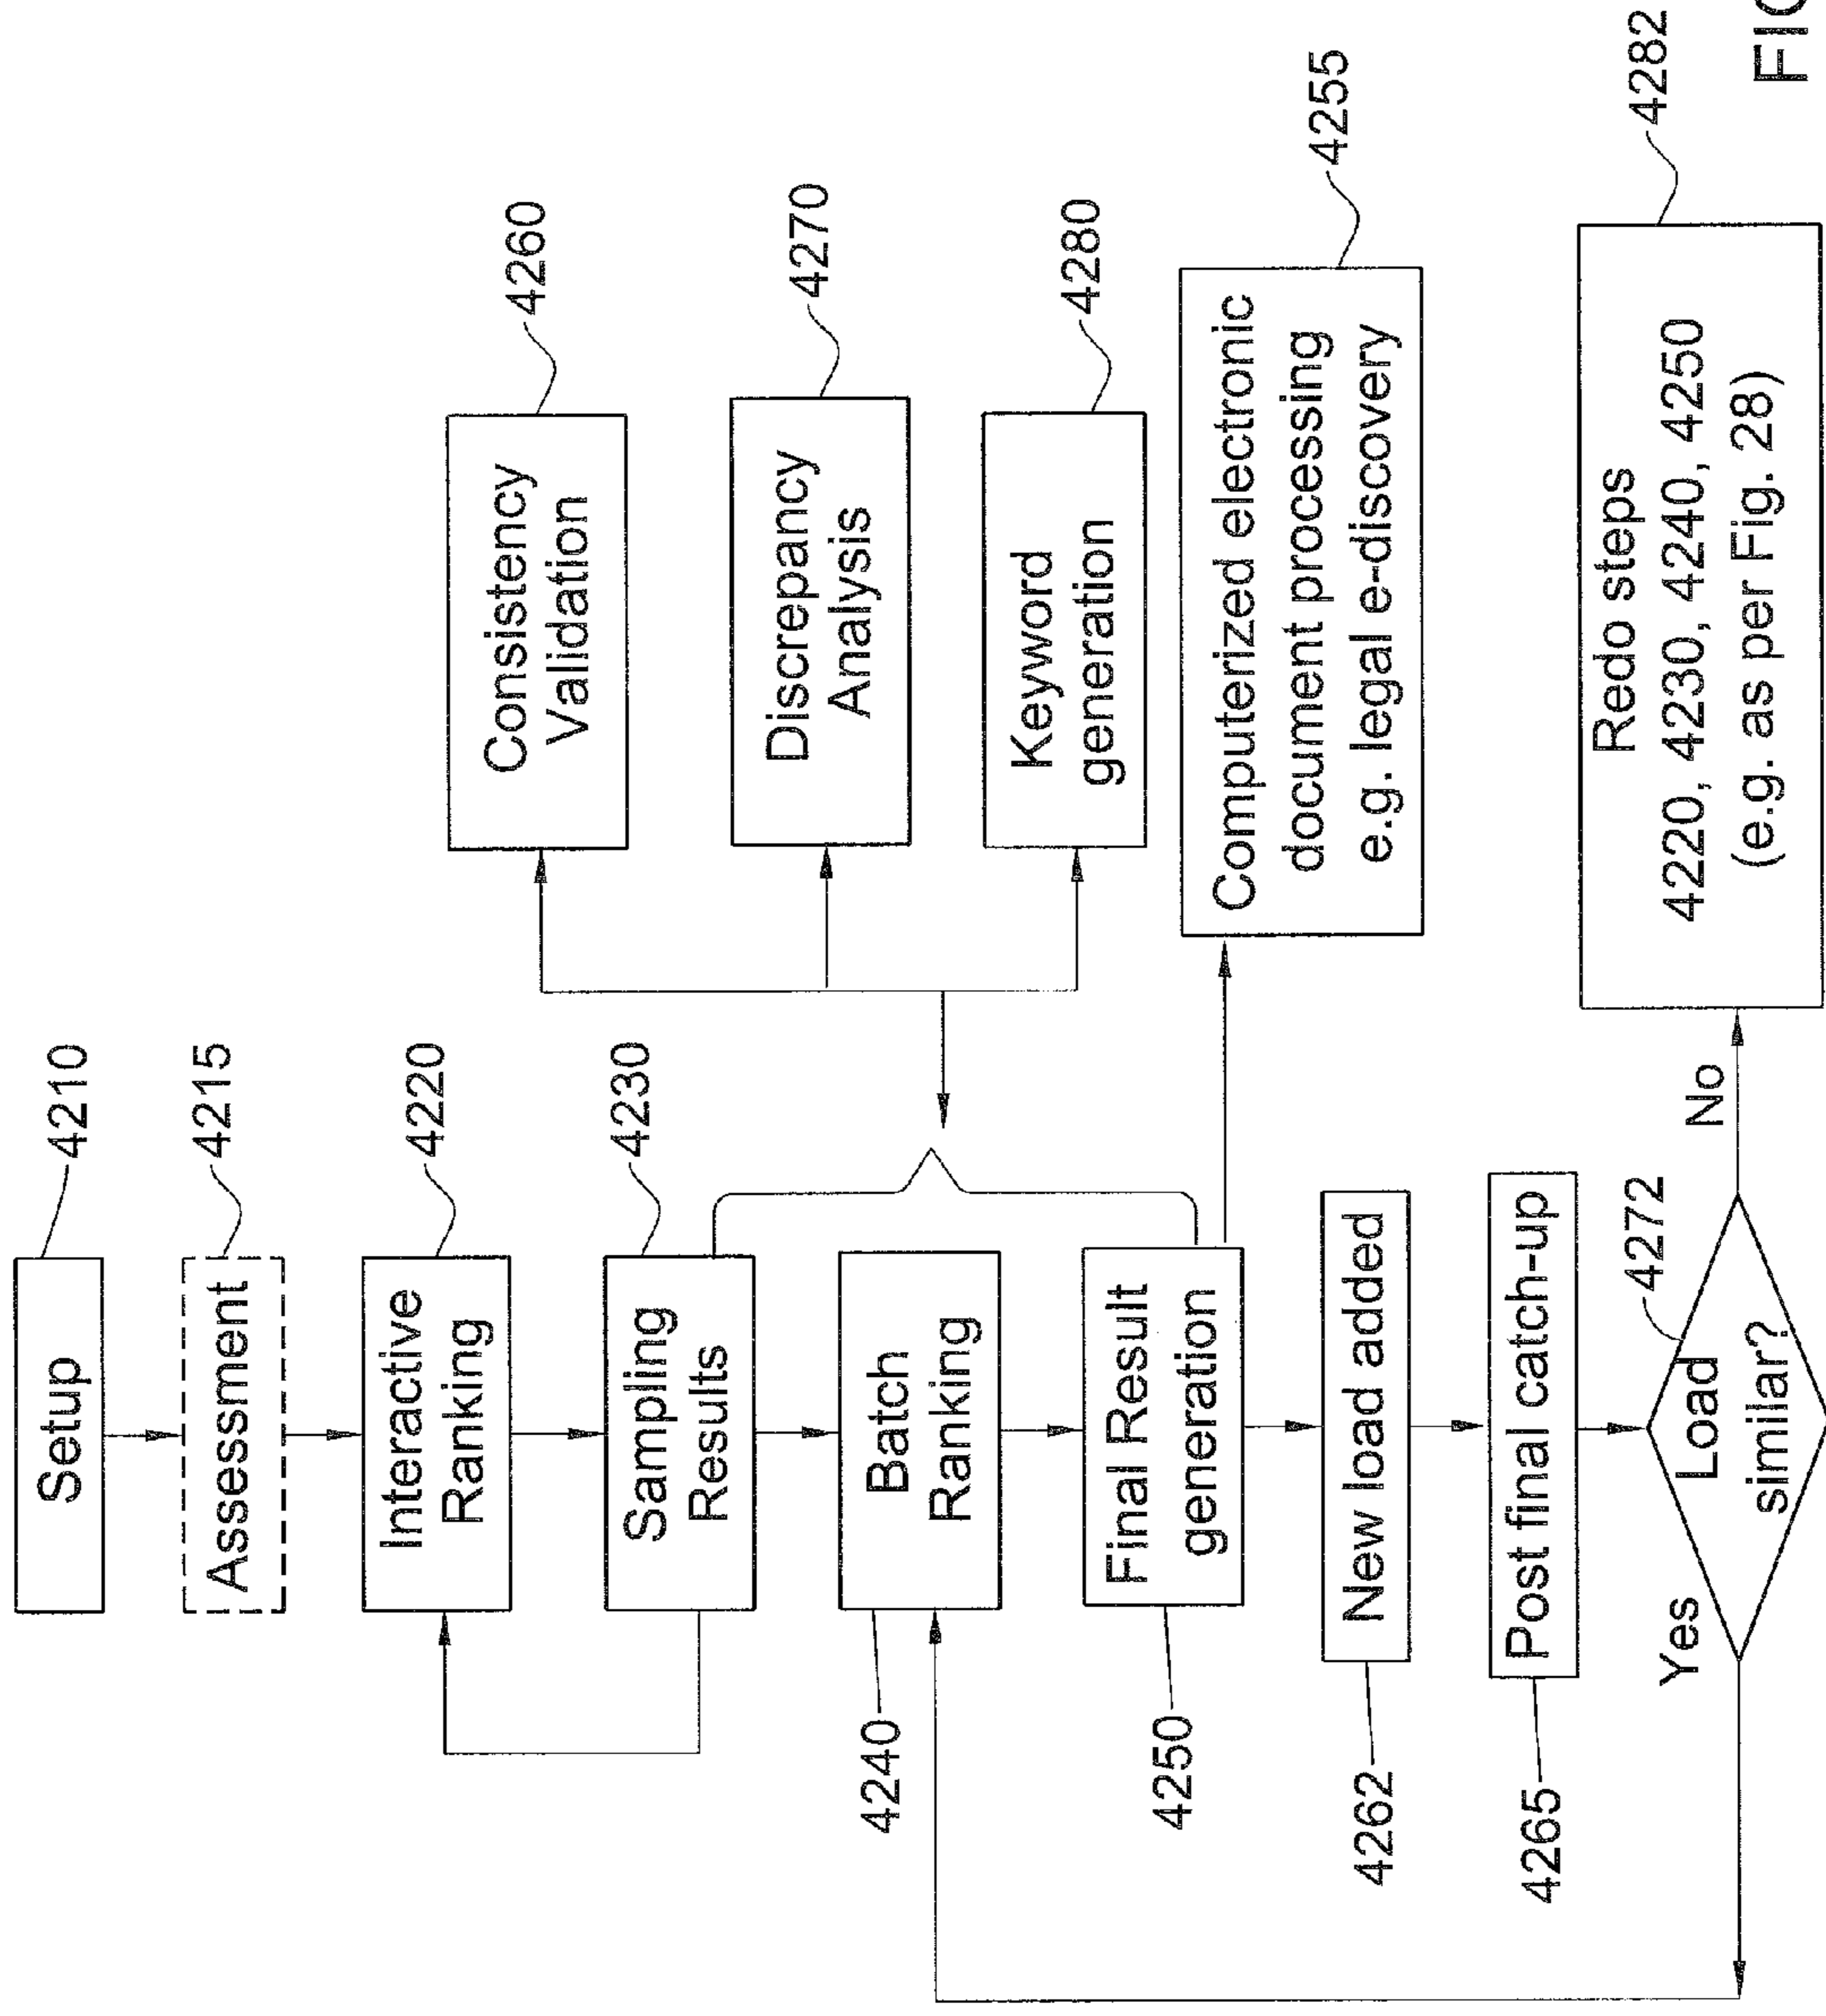 Setup
4210
Assessment
4215
Interactive
Ranking
4220
Sampling
Results
4230
Batch
Ranking
4240
Final Result
generation
4250
New load added
4262
Post final catch-up
4265
Load
similar?
4272
Yes
No
Consistency
Validation
4260
Discrepancy
Analysis
4270
Keyword
generation
4280
Computerized electronic
document processing
e.g. legal e-discovery
4255
Redo steps
4220, 4230, 4240, 4250
(e.g. as per Fig. 28)
4282